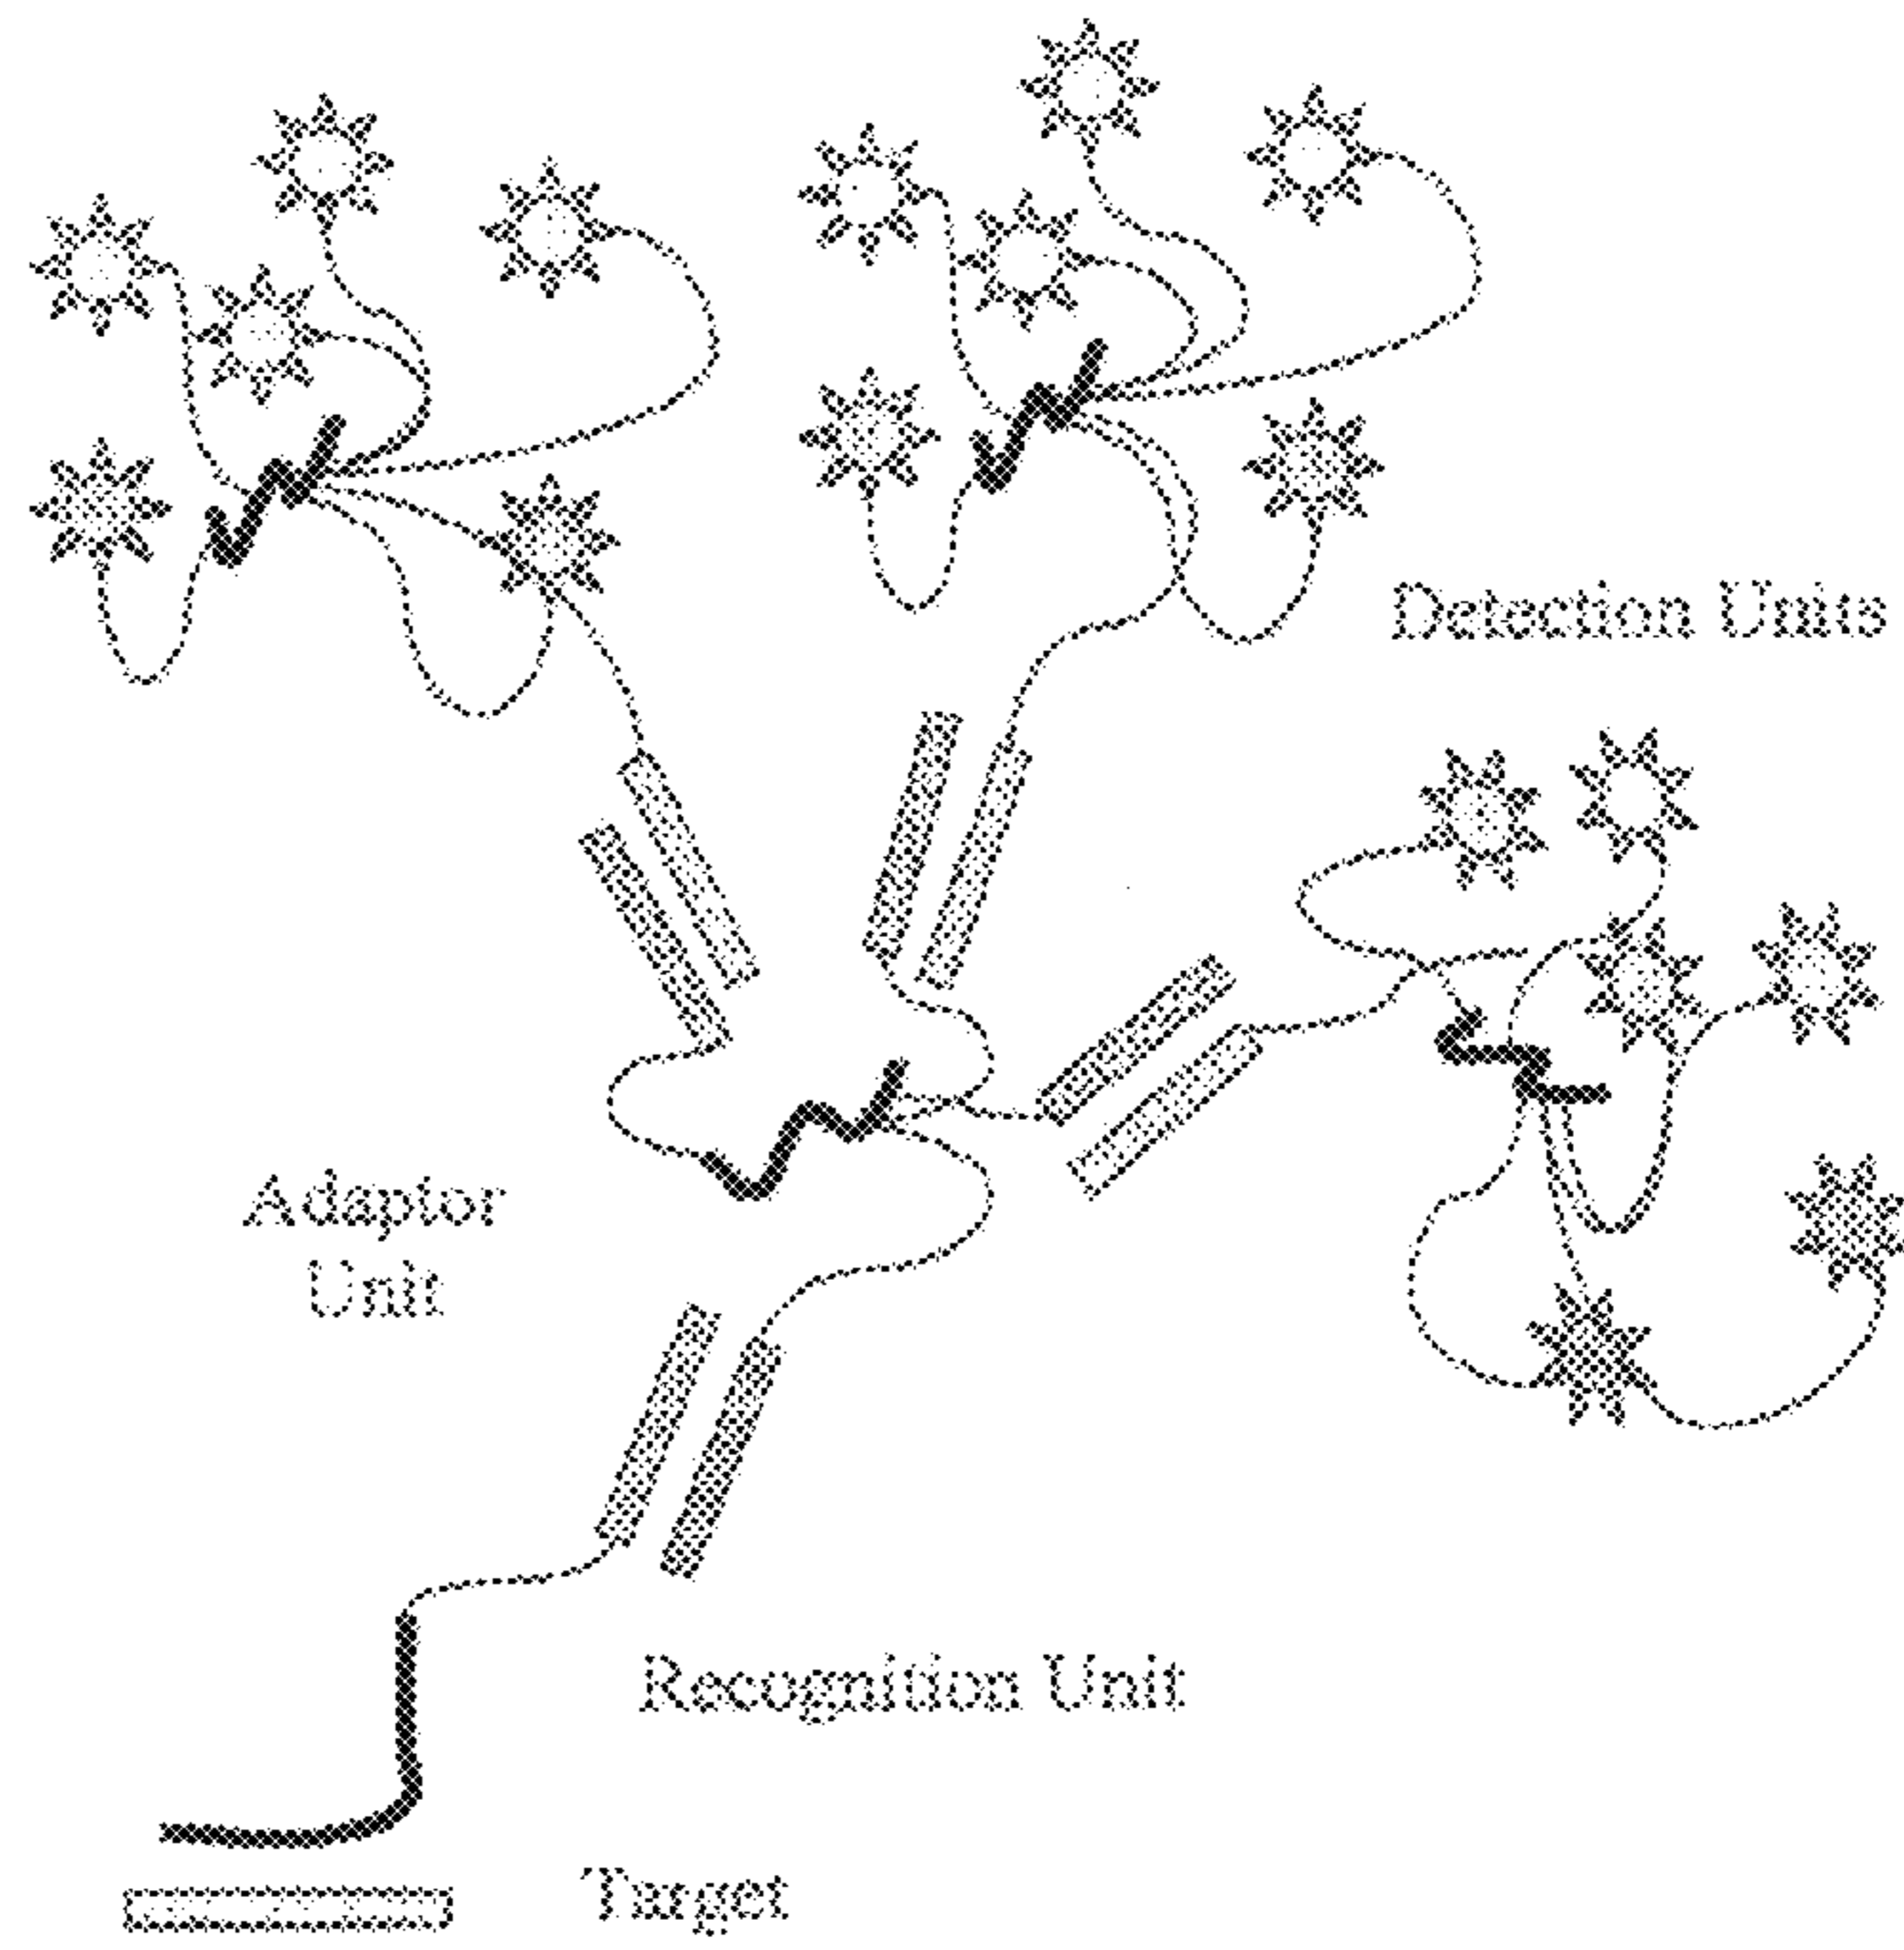 Detection Units
Adaptor
Unit
Recognition Unit
Target